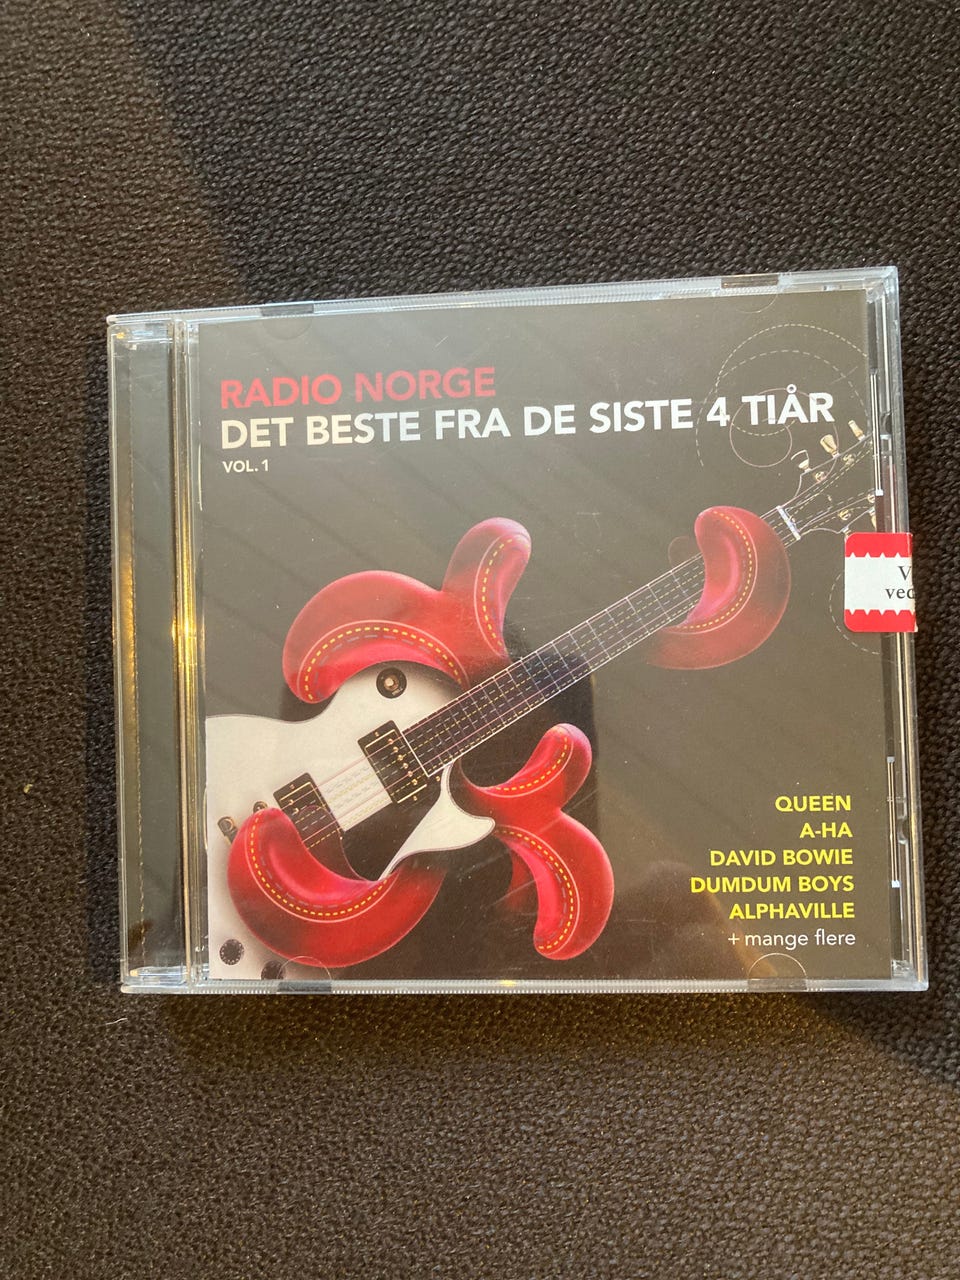 RADIO NORGE
DET BESTE FRA DE SISTE 4 TIÅR
VOL. 1
QUEEN
A-HA
DAVID BOWIE
DUMDUM BOYS
ALPHAVILLE
+ mange flere